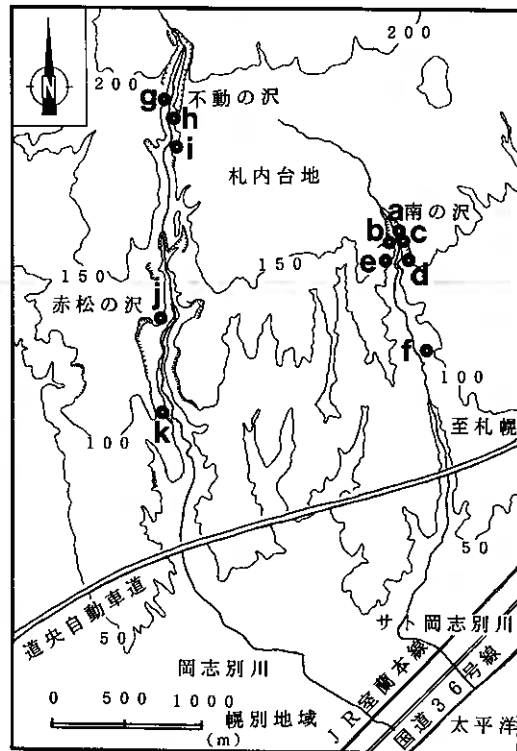 N
200
200
g
不動の沢
h
i
札内台地
a
南の沢
b
c
e
d
150
150
j
赤松の沢
f
100
k
100
至札幌
50
道央自動車道
50
サト岡志別川
岡志別川
JR室蘭本線
国道36号線
0 500 1000
(m)
幌別地域
太平洋